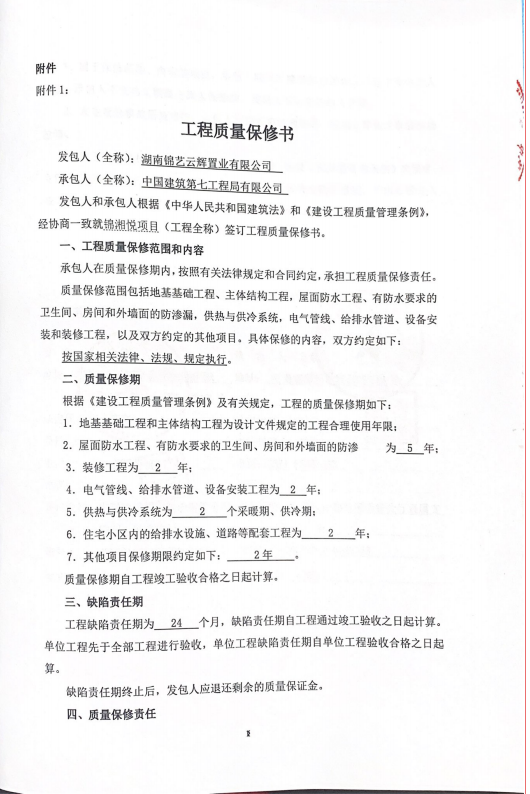 附件
附件1：
工程质量保修书
发包人（全称）：湖南锦艺云辉置业有限公司
承包人（全称）：中国建筑第七工程局有限公司
发包人和承包人根据《中华人民共和国建筑法》和《建设工程质量管理条例》，
经协商一致就锦湘悦项目（工程全称）签订工程质量保修书。
一、工程质量保修范围和内容
承包人在质量保修期内，按照有关法律规定和合同约定，承担工程质量保修责任。
质量保修范围包括地基基础工程、主体结构工程，屋面防水工程、有防水要求的
卫生间、房间和外墙面的防渗漏，供热与供冷系统，电气管线、给排水管道、设备安
装和装修工程，以及双方约定的其他项目。具体保修的内容，双方约定如下：
按国家相关法律、法规、规定执行。
二、质量保修期
根据《建设工程质量管理条例》及有关规定，工程的质量保修期如下：
1．地基基础工程和主体结构工程为设计文件规定的工程合理使用年限；
2．屋面防水工程、有防水要求的卫生间、房间和外墙面的防渗 为 5 年；
3．装修工程为 2 年；
4．电气管线、给排水管道、设备安装工程为 2 年；
5．供热与供冷系统为 2 个采暖期、供冷期；
6．住宅小区内的给排水设施、道路等配套工程为 2 年；
7．其他项目保修期限约定如下： 2年 。
质量保修期自工程竣工验收合格之日起计算。
三、缺陷责任期
工程缺陷责任期为 24 个月，缺陷责任期自工程通过竣工验收之日起计算。
单位工程先于全部工程进行验收，单位工程缺陷责任期自单位工程验收合格之日起
算。
缺陷责任期终止后，发包人应退还剩余的质量保证金。
四、质量保修责任